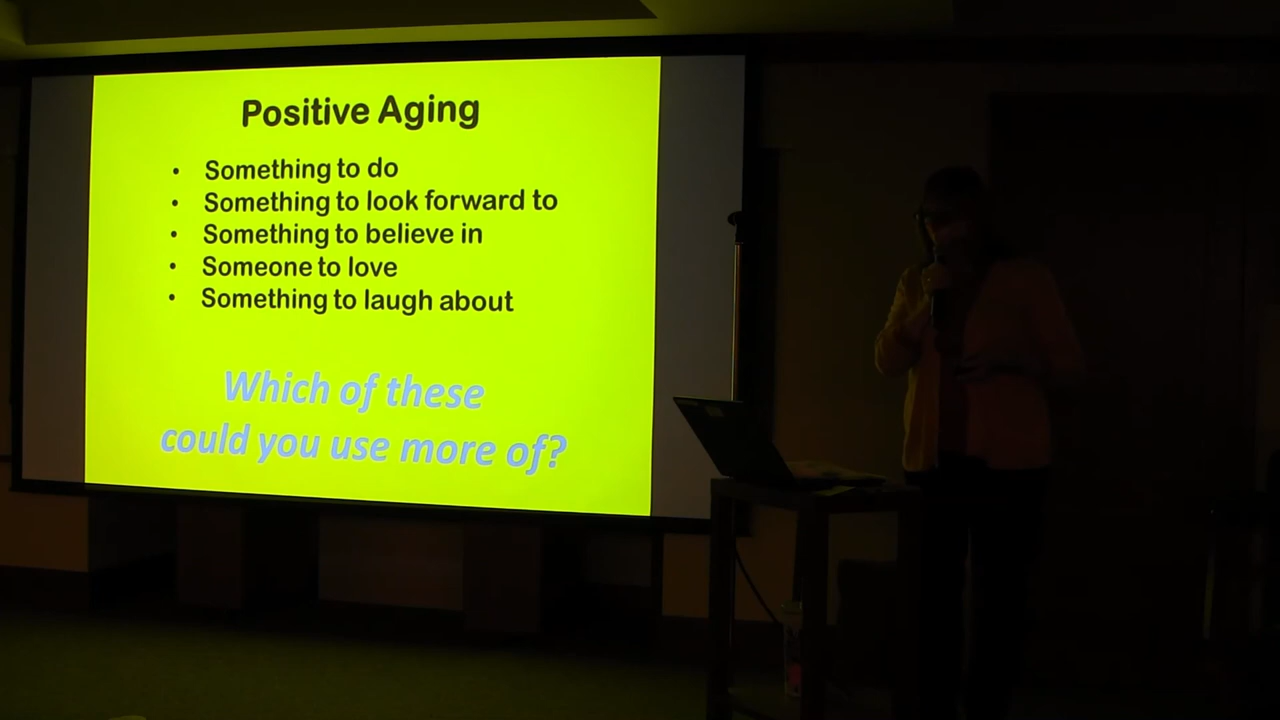 Positive Aging
• Something to do
• Something to look forward to
• Something to believe in
• Someone to love
• Something to laugh about
Which of these
could you use more of?